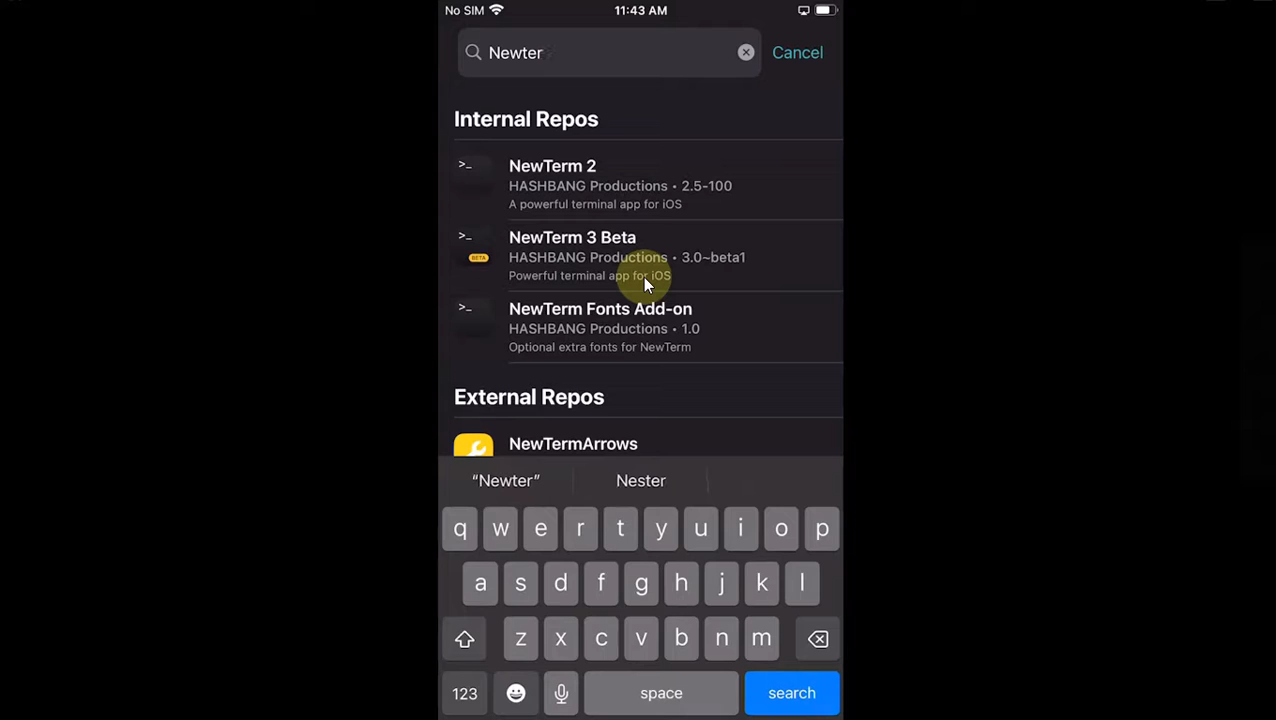 No SIM 11:43 AM
Newter Cancel
Internal Repos
>_ NewTerm 2
HASHBANG Productions • 2.5-100
A powerful terminal app for iOS
>_ NewTerm 3 Beta
BETA HASHBANG Productions • 3.0~beta1
Powerful terminal app for iOS
>_ NewTerm Fonts Add-on
HASHBANG Productions • 1.0
Optional extra fonts for NewTerm
External Repos
NewTermArrows
“Newter” Nester
q w e r t y u i o p
a s d f g h j k l
z x c v b n m
123 space search